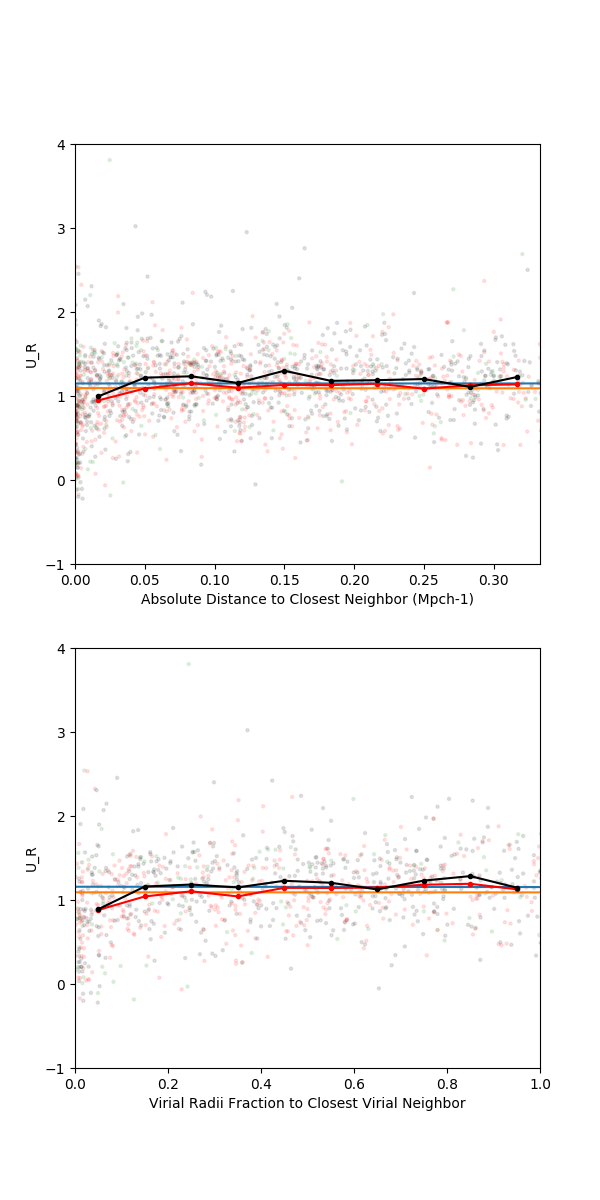 4
3
2
1
0
−1
U_R
0.00 0.05 0.10 0.15 0.20 0.25 0.30
Absolute Distance to Closest Neighbor (Mpch-1)
4
3
2
1
0
−1
U_R
0.0 0.2 0.4 0.6 0.8 1.0
Virial Radii Fraction to Closest Virial Neighbor